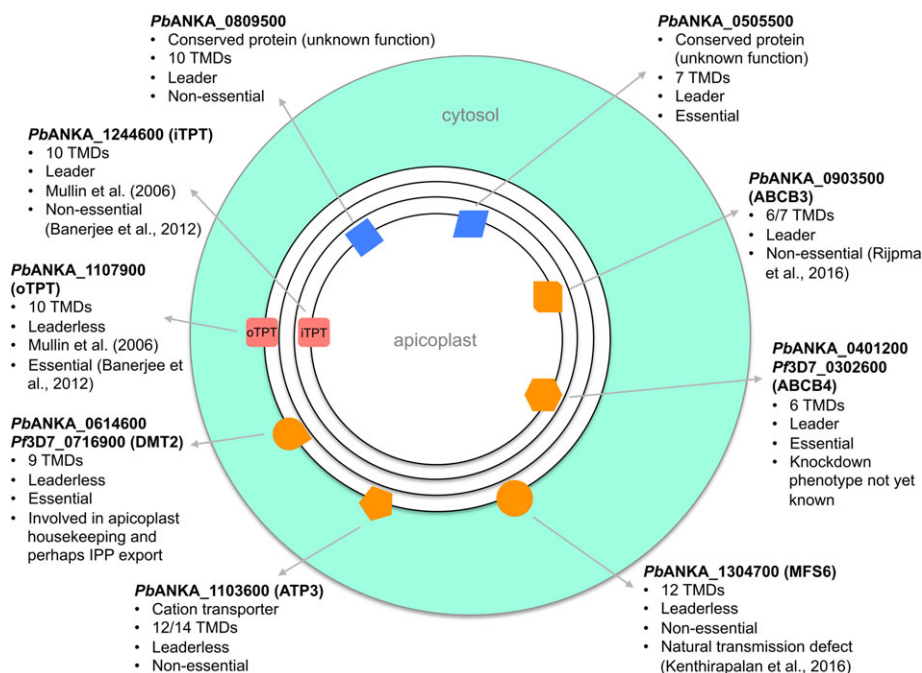 PbANKA_0809500
• Conserved protein (unknown function)
• 10 TMDs
• Leader
• Non-essential
PbANKA_0505500
• Conserved protein
(unknown function)
• 7 TMDs
• Leader
• Essential
cytosol
PbANKA_1244600 (iTPT)
• 10 TMDs
• Leader
• Mullin et al. (2006)
• Non-essential
(Banerjee et al., 2012)
PbANKA_0903500
(ABCB3)
• 6/7 TMDs
• Leader
• Non-essential (Rijpma
et al., 2016)
PbANKA_1107900
(oTPT)
• 10 TMDs
• Leaderless
• Mullin et al. (2006)
• Essential (Banerjee et
al., 2012)
oTPT
iTPT
apicoplast
PbANKA_0401200
Pf3D7_0302600
(ABCB4)
• 6 TMDs
• Leader
• Essential
• Knockdown
phenotype not yet
known
PbANKA_0614600
Pf3D7_0716900 (DMT2)
• 9 TMDs
• Leaderless
• Essential
• Involved in apicoplast
housekeeping and
perhaps IPP export
PbANKA_1103600 (ATP3)
• Cation transporter
• 12/14 TMDs
• Leaderless
• Non-essential
PbANKA_1304700 (MFS6)
• 12 TMDs
• Leaderless
• Non-essential
• Natural transmission defect
(Kenthirapalan et al., 2016)